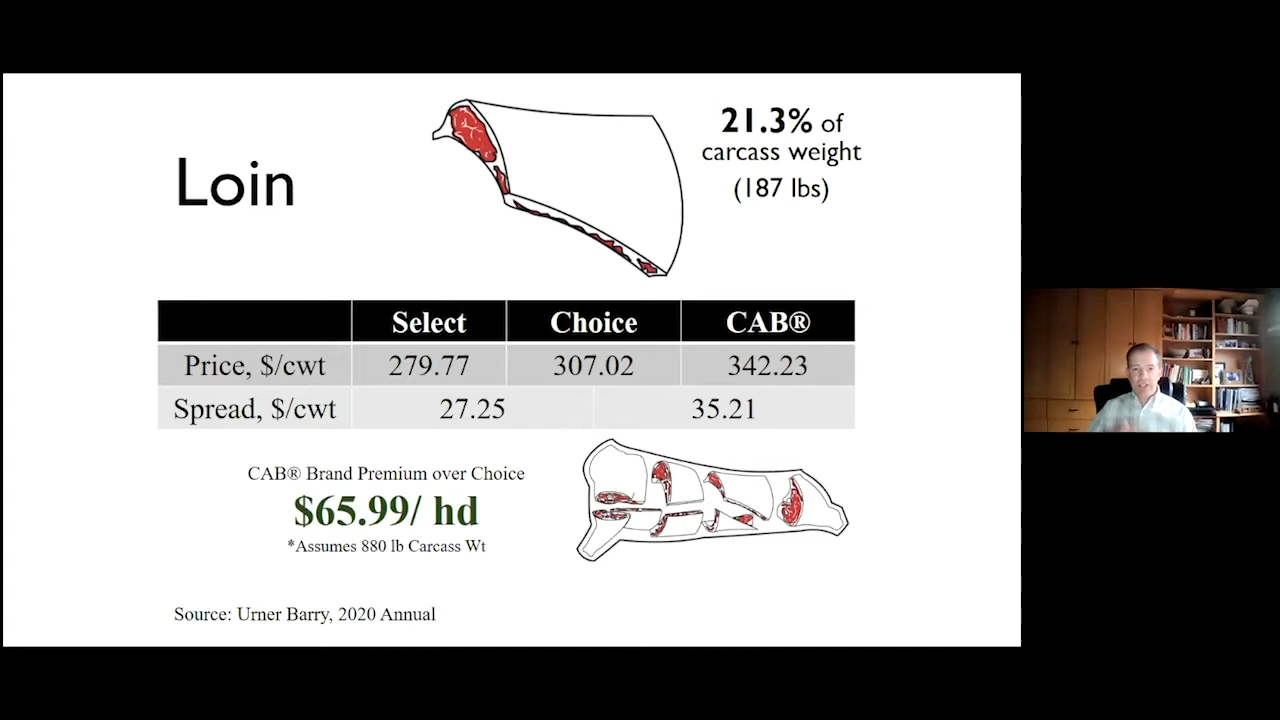 Loin
21.3% of
carcass weight
(187 lbs)
Select Choice CAB®
Price, $/cwt 279.77 307.02 342.23
Spread, $/cwt 27.25 35.21
CAB® Brand Premium over Choice
$65.99/ hd
*Assumes 880 lb Carcass Wt
Source: Urner Barry, 2020 Annual